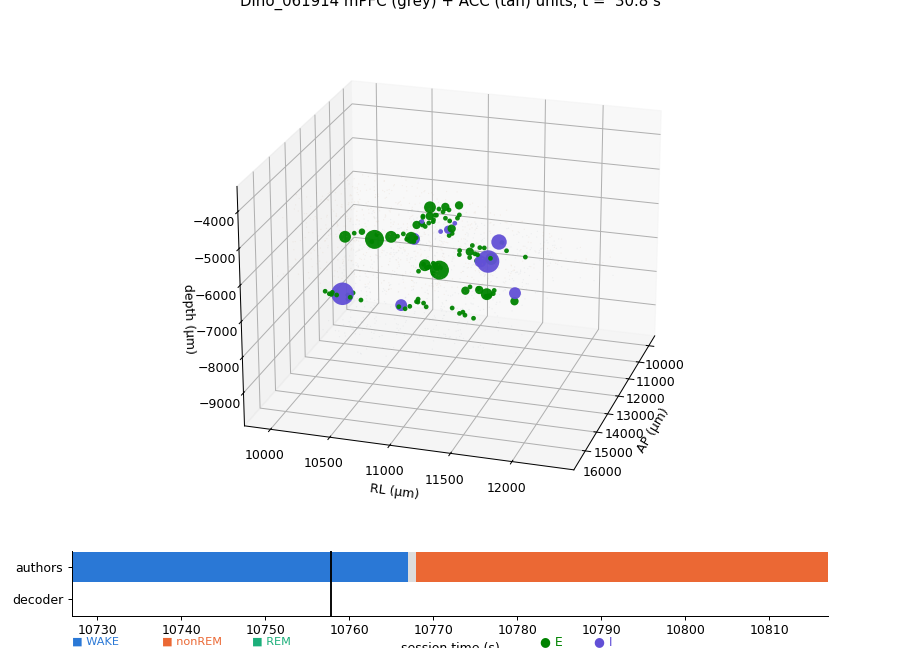 Dino_061914 mPFC (grey) + ACC (tan) units, t = 30.8 s
−4000
−5000
−6000
−7000
−8000
−9000
depth (μm)
10000
10500
11000
11500
12000
RL (μm)
10000
11000
12000
13000
14000
15000
16000
AP (μm)
authors
decoder
10730
10740
10750
10760
10770
10780
10790
10800
10810
session time (s)
WAKE
nonREM
REM
E
I